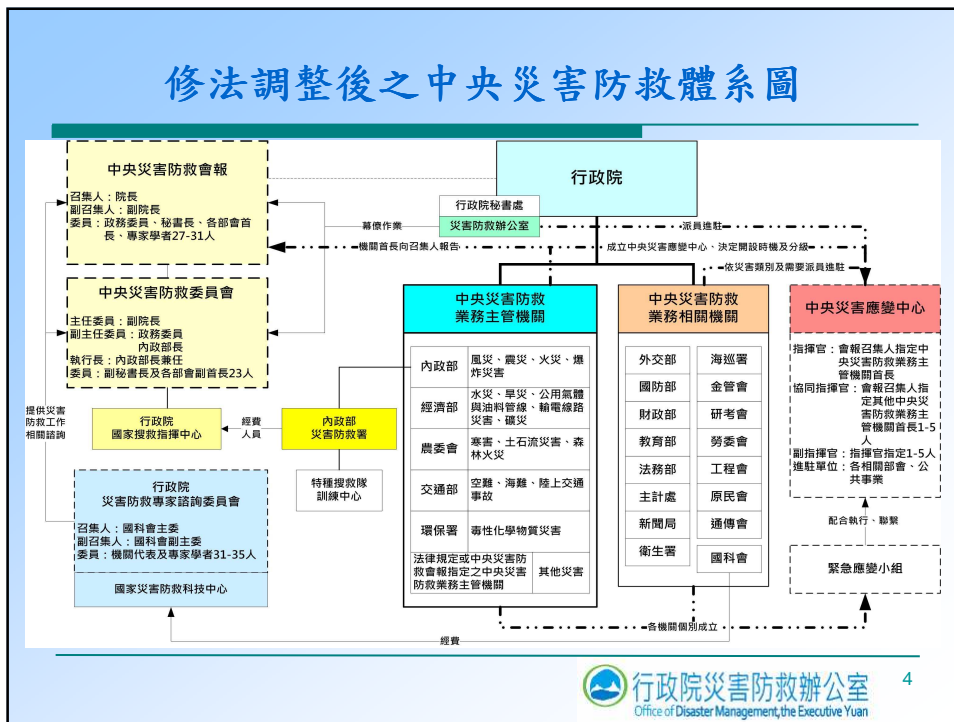 修法調整後之中央災害防救體系圖
中央災害防救會報
召集人：院長
副召集人：副院長
委員：政務委員、秘書長、各部會首
長、專家學者27-31人
行政院
行政院秘書處
災害防救辦公室
幕僚作業
派員進駐
機關首長向召集人報告
成立中央災害應變中心、決定開設時機及分級
依災害類別及需要派員進駐
中央災害防救委員會
主任委員：副院長
副主任委員：政務委員
內政部長
執行長：內政部長兼任
委員：副秘書長及各部會副首長23人
提供災害
防救工作
相關諮詢
行政院
國家搜救指揮中心
經費
人員
內政部
災害防救署
特種搜救隊
訓練中心
行政院
災害防救專家諮詢委員會
召集人：國科會主委
副召集人：國科會副主委
委員：機關代表及專家學者31-35人
國家災害防救科技中心
中央災害防救
業務主管機關
內政部
風災、震災、火災、爆
炸災害
經濟部
水災、旱災、公用氣體
與油料管線、輸電線路
災害、礦災
農委會
寒害、土石流災害、森
林火災
交通部
空難、海難、陸上交通
事故
環保署
毒性化學物質災害
法律規定或中央災害防
救會報指定之中央災害
防救業務主管機關
其他災害
中央災害防救
業務相關機關
外交部
海巡署
國防部
金管會
財政部
研考會
教育部
勞委會
法務部
工程會
主計處
原民會
新聞局
通傳會
衛生署
國科會
中央災害應變中心
指揮官：會報召集人指定中
央災害防救業務主
管機關首長
協同指揮官：會報召集人指
定其他中央災
害防救業務主
管機關首長1-5
人
副指揮官：指揮官指定1-5人
進駐單位：各相關部會、公
共事業
配合執行、聯繫
緊急應變小組
各機關個別成立
經費
行政院災害防救辦公室
Office of Disaster Management,the Executive Yuan
4